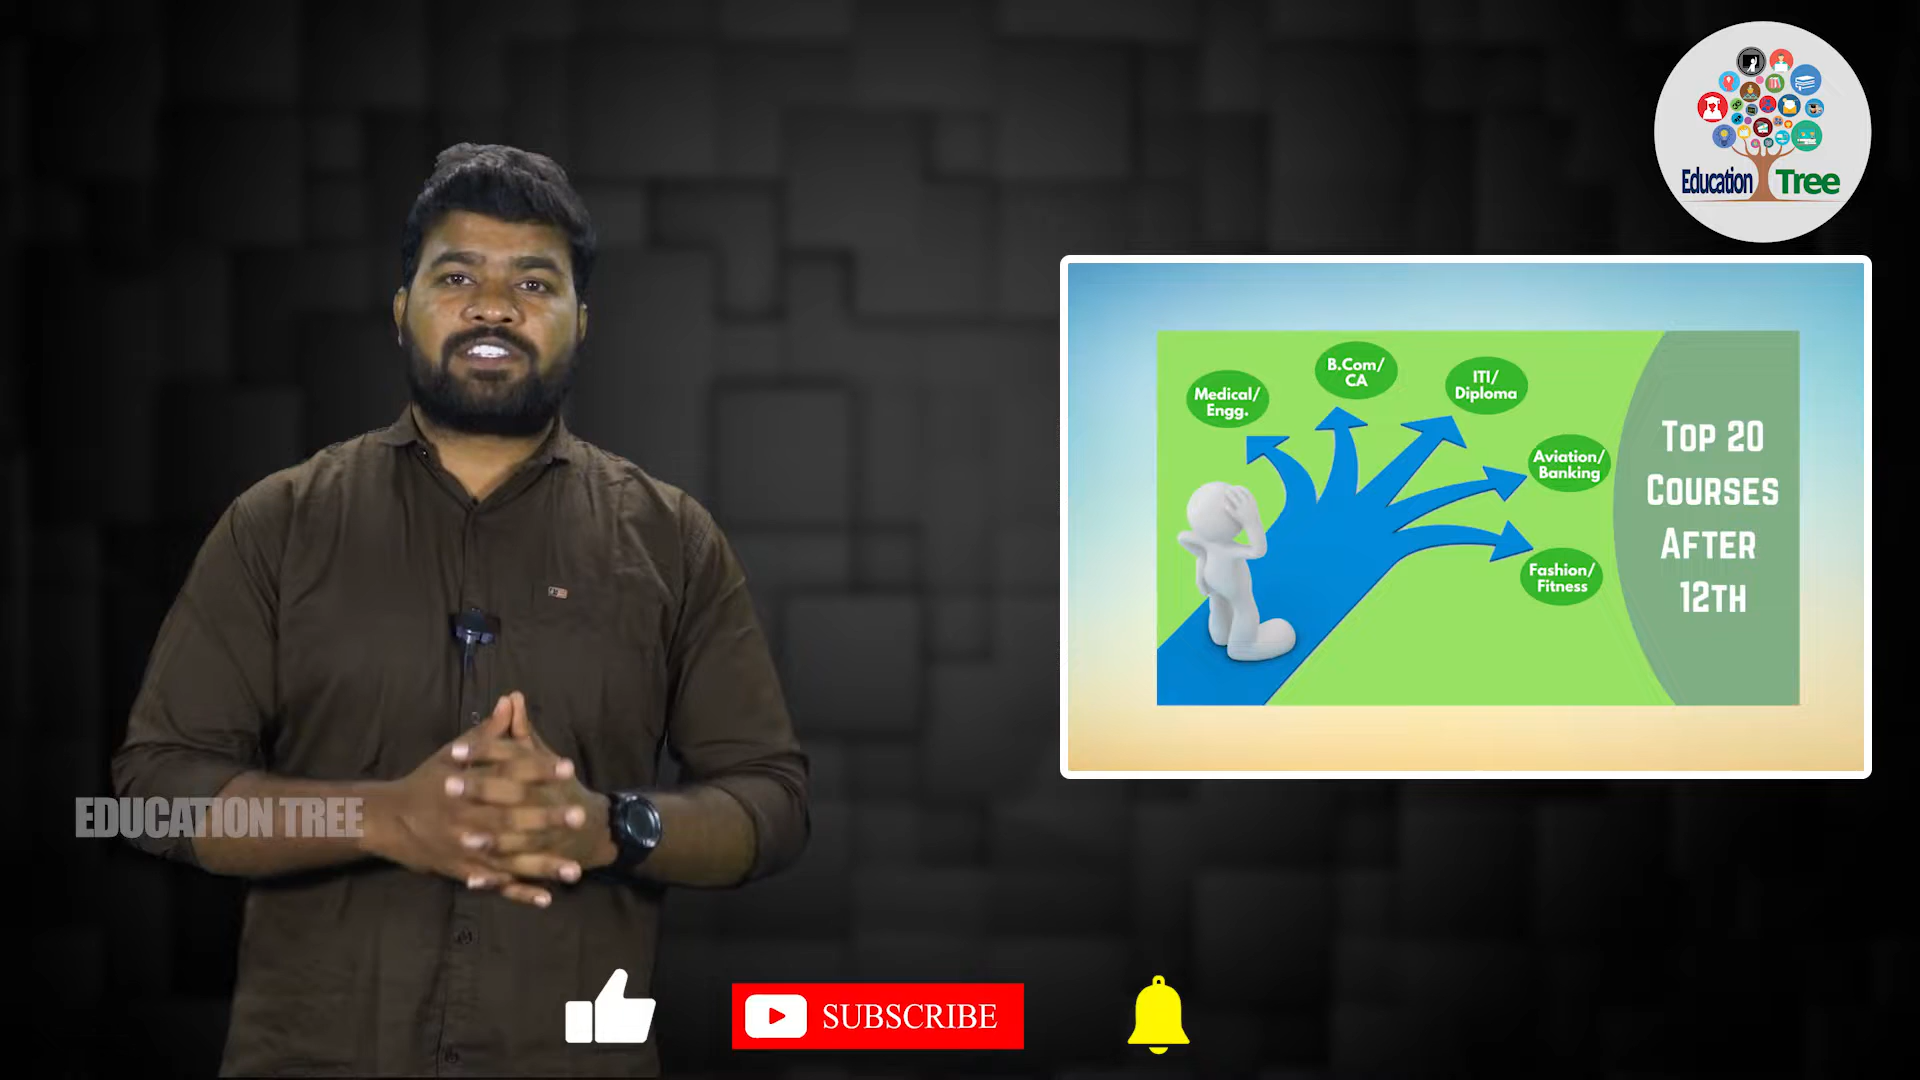 Education Tree
Medical/
Engg.
B.Com/
CA
ITI/
Diploma
Aviation/
Banking
Fashion/
Fitness
Top 20
Courses
After
12th
EDUCATION TREE
SUBSCRIBE